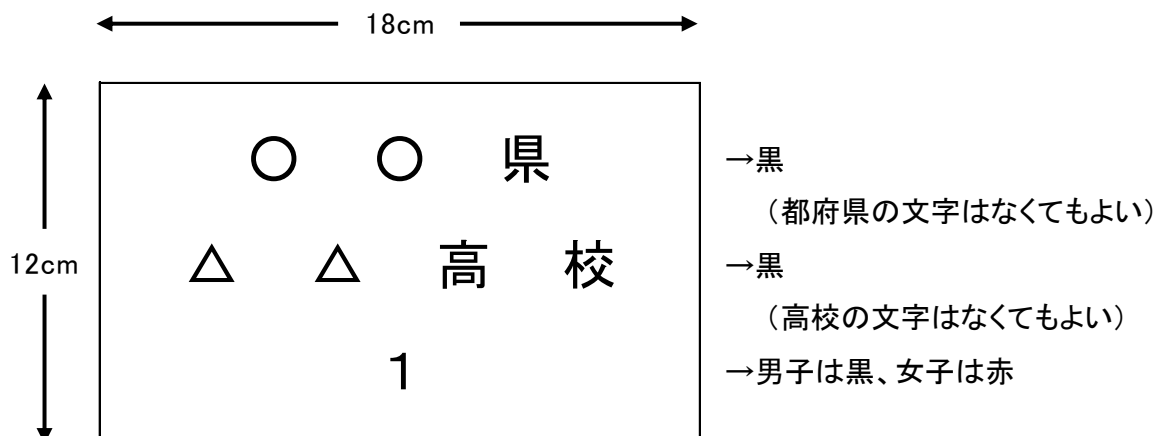 18cm
○ ○ 県
→黒
（都府県の文字はなくてもよい）
12cm
△ △ 高 校
→黒
（高校の文字はなくてもよい）
1
→男子は黒、女子は赤